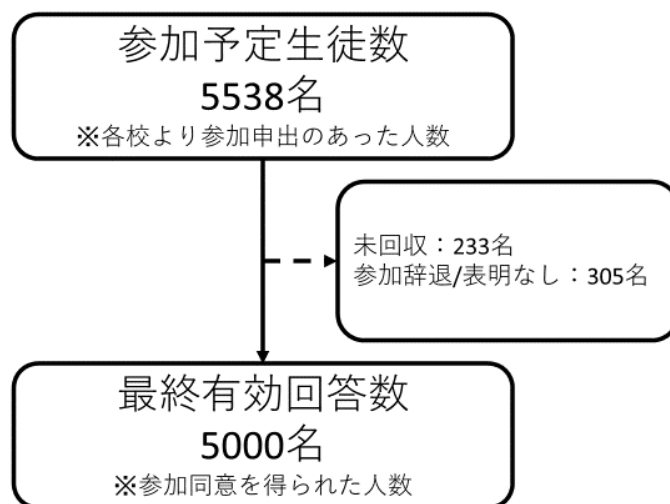 参加予定生徒数
5538名
※各校より参加申出のあった人数
未回収：233名
参加辞退/表明なし：305名
最終有効回答数
5000名
※参加同意を得られた人数